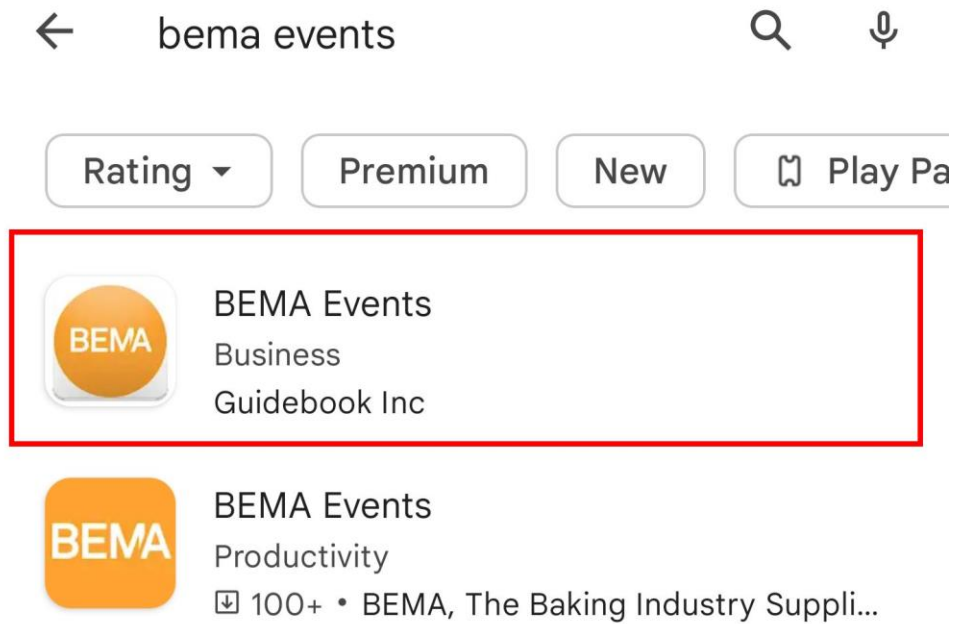 bema events
Rating Premium New Play Pa
BEMA
BEMA Events
Business
Guidebook Inc
BEMA
BEMA Events
Productivity
100+ • BEMA, The Baking Industry Suppli...